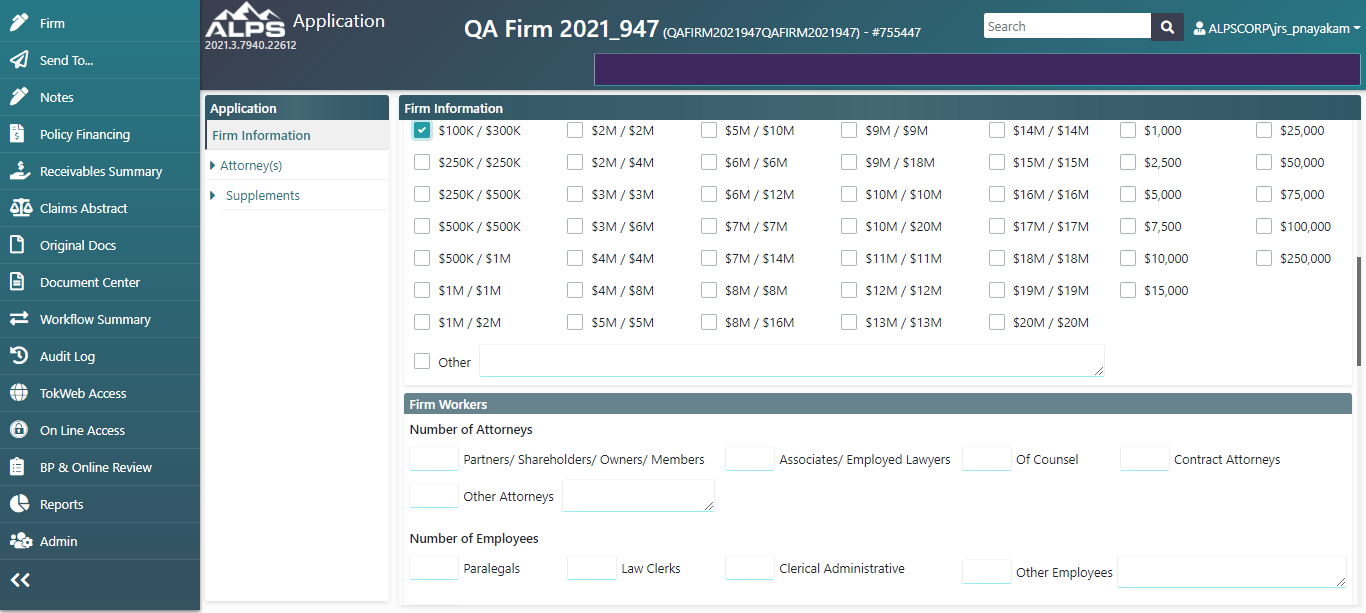 Firm
Send To...
Notes
Policy Financing
Receivables Summary
Claims Abstract
Original Docs
Document Center
Workflow Summary
Audit Log
TokWeb Access
On Line Access
BP & Online Review
Reports
Admin
ALPS Application
2021.3.7940.22612
QA Firm 2021_947 (QAFIRM2021947QAFIRM2021947) - #755447
Search
ALPSCORP\jrs_pnayakam
Application
Firm Information
Attorney(s)
Supplements
Firm Information
$100K / $300K $2M / $2M $5M / $10M $9M / $9M $14M / $14M $1,000 $25,000
$250K / $250K $2M / $4M $6M / $6M $9M / $18M $15M / $15M $2,500 $50,000
$250K / $500K $3M / $3M $6M / $12M $10M / $10M $16M / $16M $5,000 $75,000
$500K / $500K $3M / $6M $7M / $7M $10M / $20M $17M / $17M $7,500 $100,000
$500K / $1M $4M / $4M $7M / $14M $11M / $11M $18M / $18M $10,000 $250,000
$1M / $1M $4M / $8M $8M / $8M $12M / $12M $19M / $19M $15,000
$1M / $2M $5M / $5M $8M / $16M $13M / $13M $20M / $20M
Other
Firm Workers
Number of Attorneys
Partners/ Shareholders/ Owners/ Members Associates/ Employed Lawyers Of Counsel Contract Attorneys
Other Attorneys
Number of Employees
Paralegals Law Clerks Clerical Administrative Other Employees